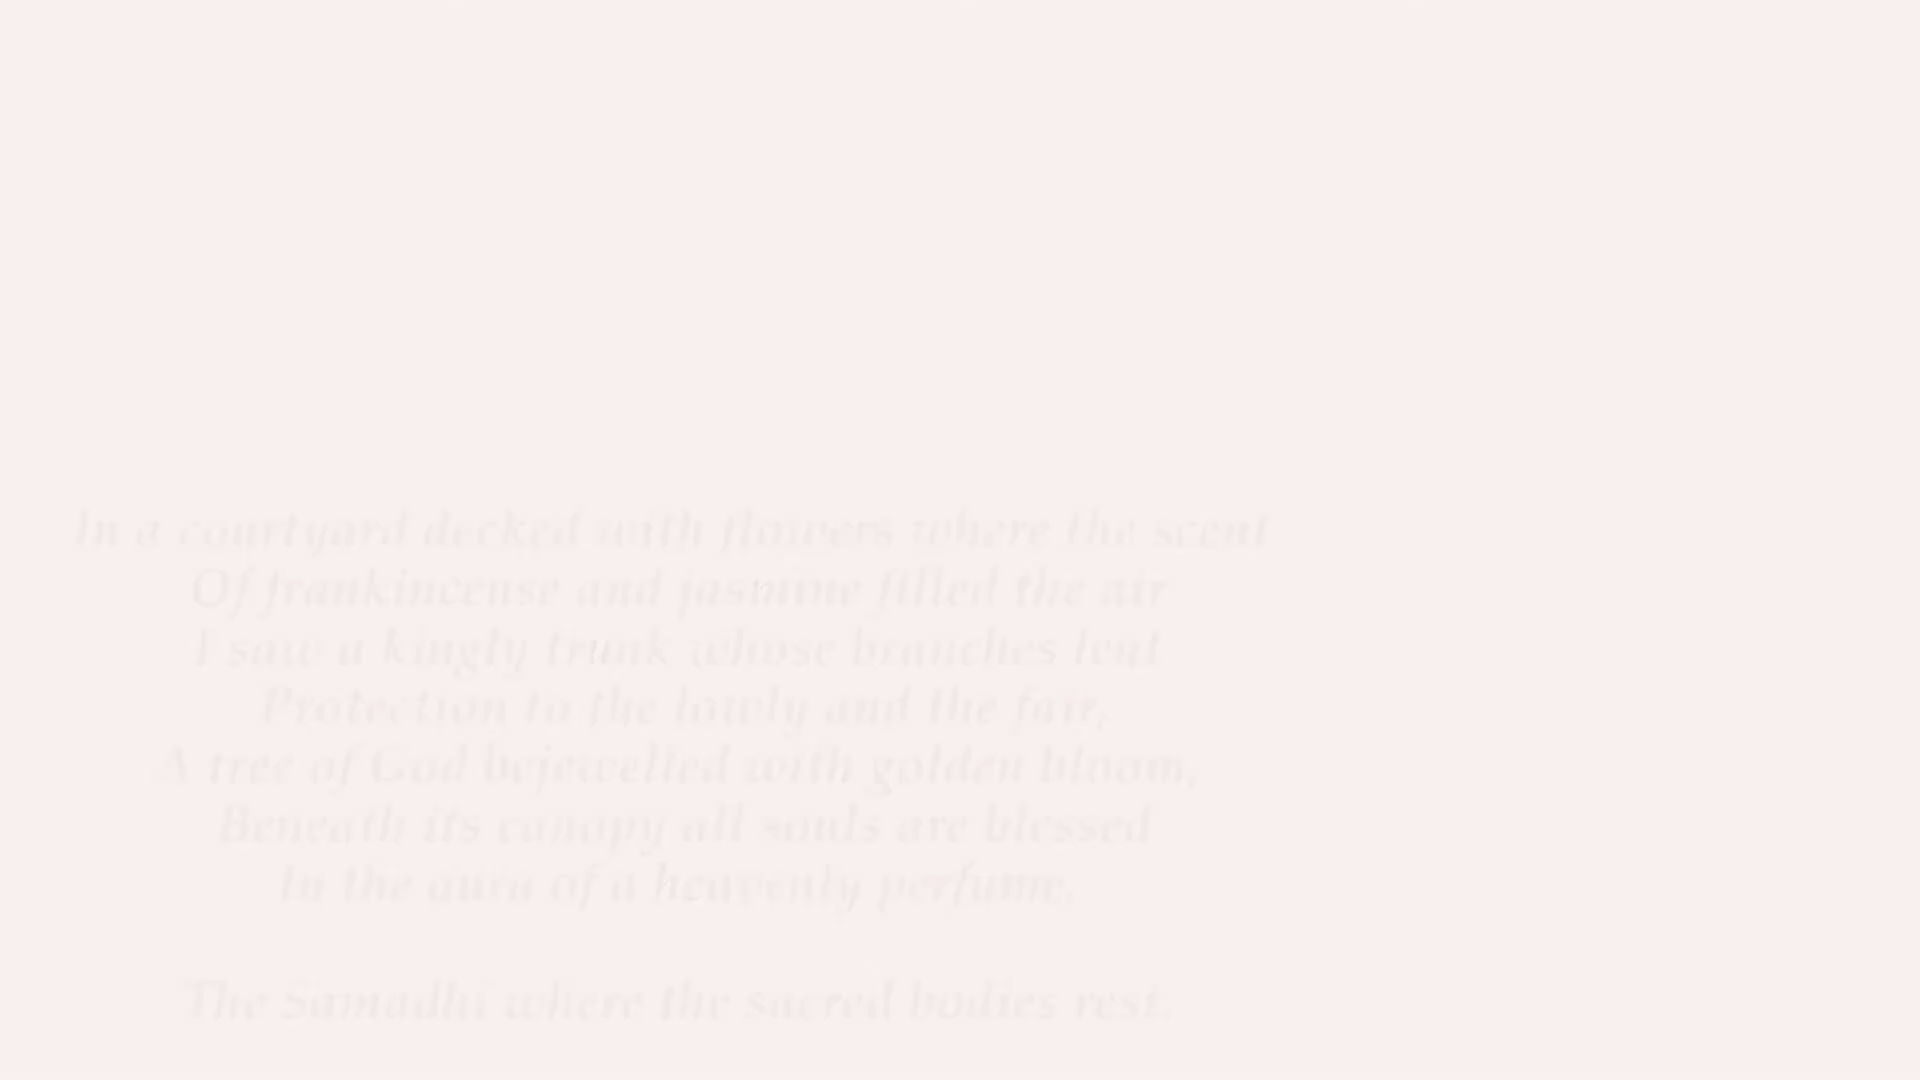 In a courtyard decked with flowers where the scent
Of frankincense and jasmine filled the air
I saw a kingly trunk whose branches lent
Protection to the lowly and the fair,
A tree of God bejewelled with golden bloom,
Beneath its canopy all souls are blessed
In the aura of a heavenly perfume.
The Samadhi where the sacred bodies rest.